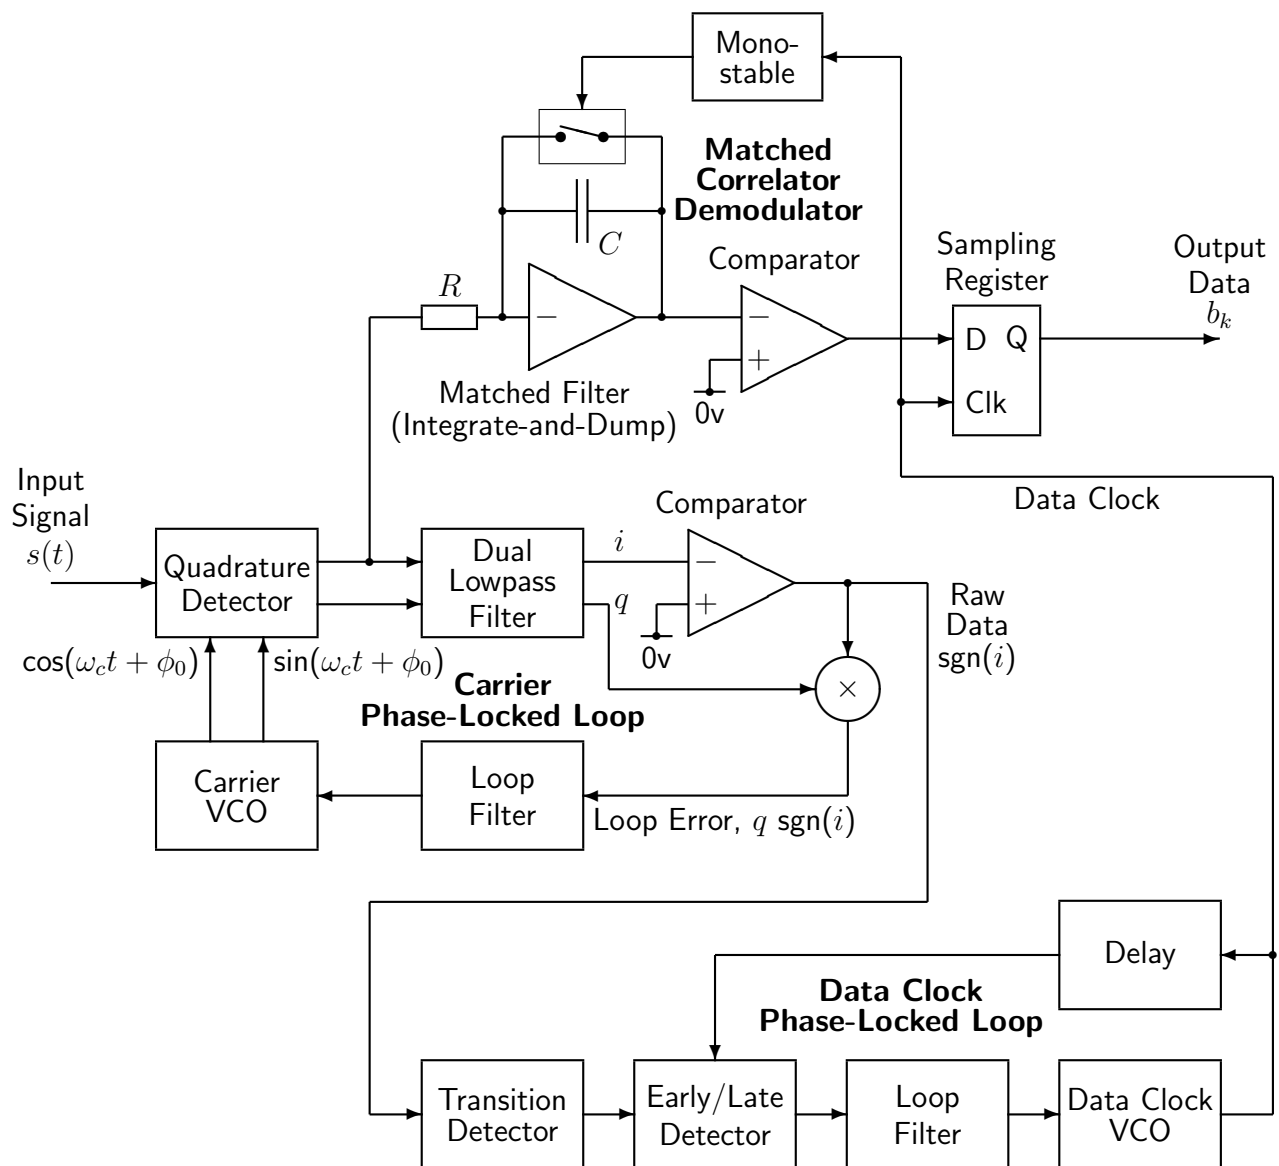 Mono-
stable
Matched
Correlator
Demodulator
C
R
−
Matched Filter
(Integrate-and-Dump)
Comparator
−
+
0v
Sampling
Register
D Q
Clk
Output
Data
b_k
Data Clock
Input
Signal
s(t)
Quadrature
Detector
Dual
Lowpass
Filter
i
q
Comparator
−
+
0v
Raw
Data
sgn(i)
×
cos(ω_c t + ϕ_0)
sin(ω_c t + ϕ_0)
Carrier
Phase-Locked Loop
Carrier
VCO
Loop
Filter
Loop Error, q sgn(i)
Delay
Data Clock
Phase-Locked Loop
Transition
Detector
Early/Late
Detector
Loop
Filter
Data Clock
VCO